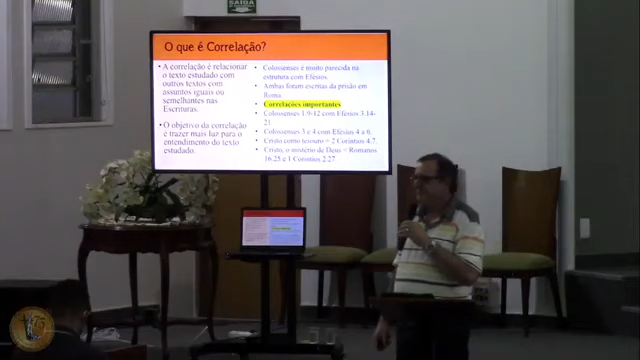 SAÍDA
O que é Correlação?
• A correlação é relacionar
o texto estudado com
outros textos com
assuntos iguais ou
semelhantes nas
Escrituras.
• O objetivo da correlação
é trazer mais luz para o
entendimento do texto
estudado.
• Colossenses é muito parecida na
estrutura com Efésios.
• Ambas foram escritas da prisão em
Roma.
• Correlações importantes
• Colossenses 1.9-12 com Efésios 3.14-
21
• Colossenses 3 e 4 com Efésios 4 a 6.
• Cristo como tesouro = 2 Coríntios 4.7.
• Cristo, o mistério de Deus = Romanos
16.25 e 1 Coríntios 2.27